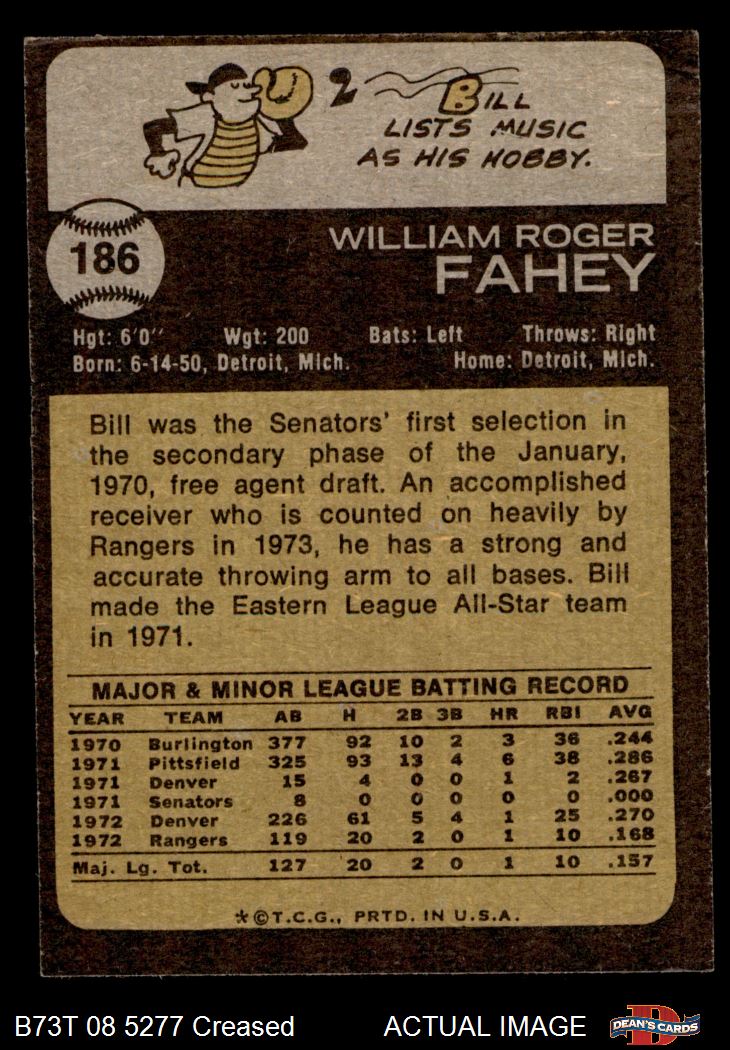 BILL
LISTS MUSIC
AS HIS HOBBY.
186
WILLIAM ROGER
FAHEY
Hgt: 6'0" Wgt: 200 Bats: Left Throws: Right
Born: 6-14-50, Detroit, Mich. Home: Detroit, Mich.
Bill was the Senators' first selection in
the secondary phase of the January,
1970, free agent draft. An accomplished
receiver who is counted on heavily by
Rangers in 1973, he has a strong and
accurate throwing arm to all bases. Bill
made the Eastern League All-Star team
in 1971.
MAJOR & MINOR LEAGUE BATTING RECORD
YEAR TEAM AB H 2B 3B HR RBI AVG
1970 Burlington 377 92 10 2 3 36 .244
1971 Pittsfield 325 93 13 4 6 38 .286
1971 Denver 15 4 0 0 1 2 .267
1971 Senators 8 0 0 0 0 0 .000
1972 Denver 226 61 5 4 1 25 .270
1972 Rangers 119 20 2 0 1 10 .168
Maj. Lg. Tot. 127 20 2 0 1 10 .157
*©T.C.G., PRTD. IN U.S.A.
B73T 08 5277 Creased ACTUAL IMAGE
DEAN'S CARDS